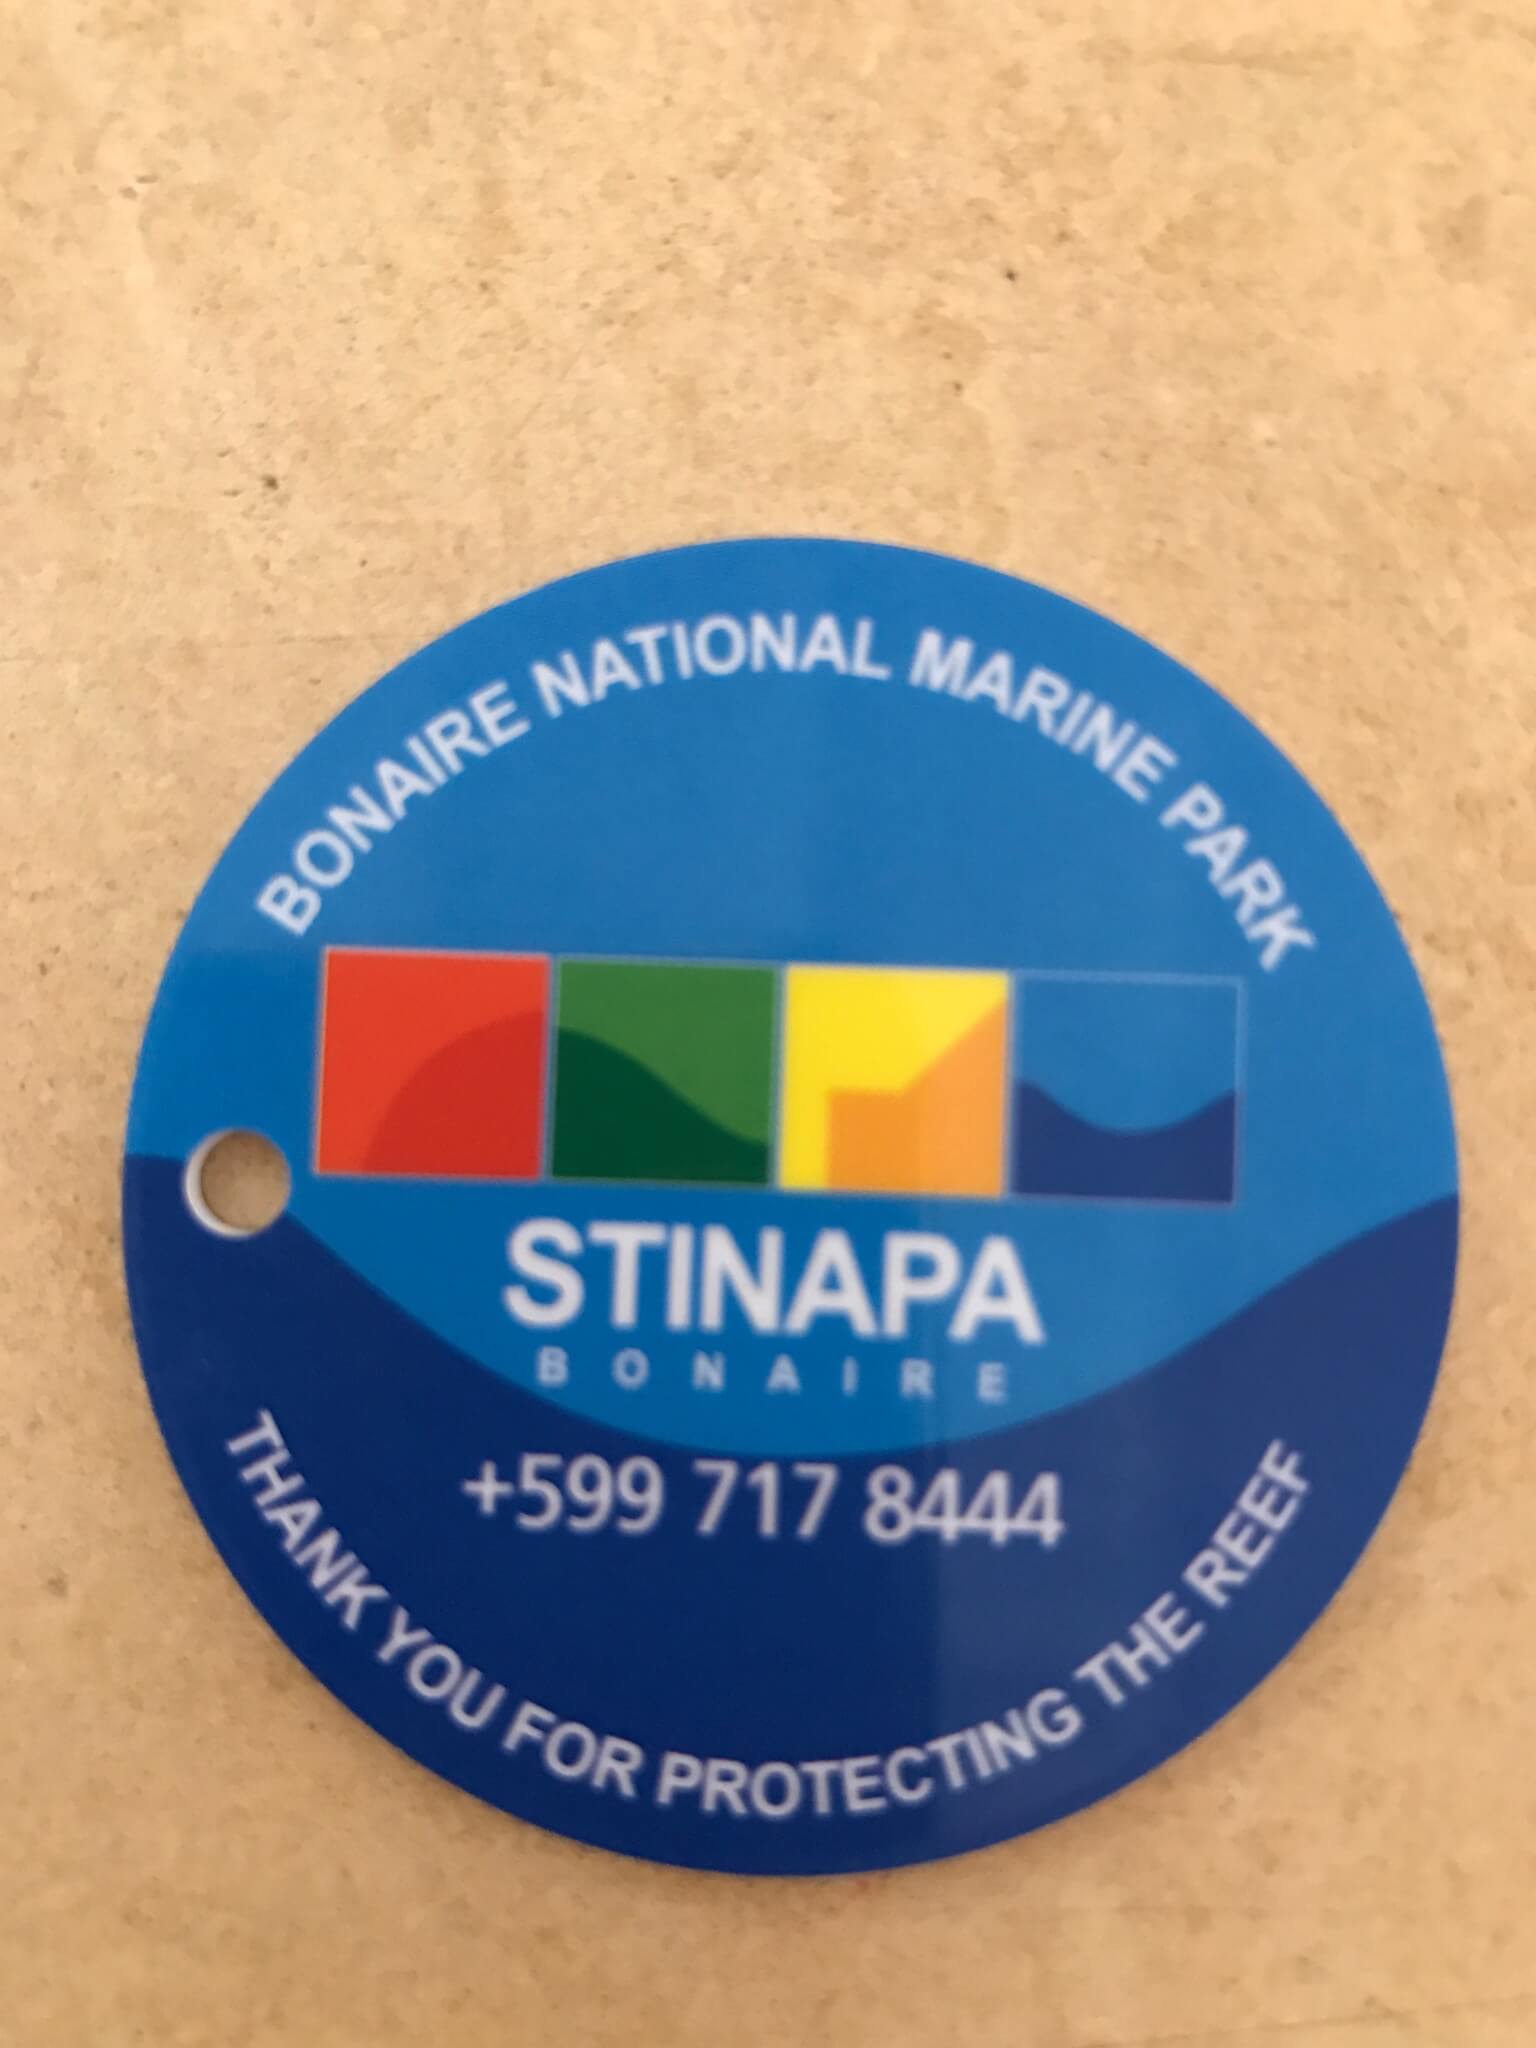 BONAIRE NATIONAL MARINE PARK
STINAPA
BONAIRE
+599 717 8444
THANK YOU FOR PROTECTING THE REEF